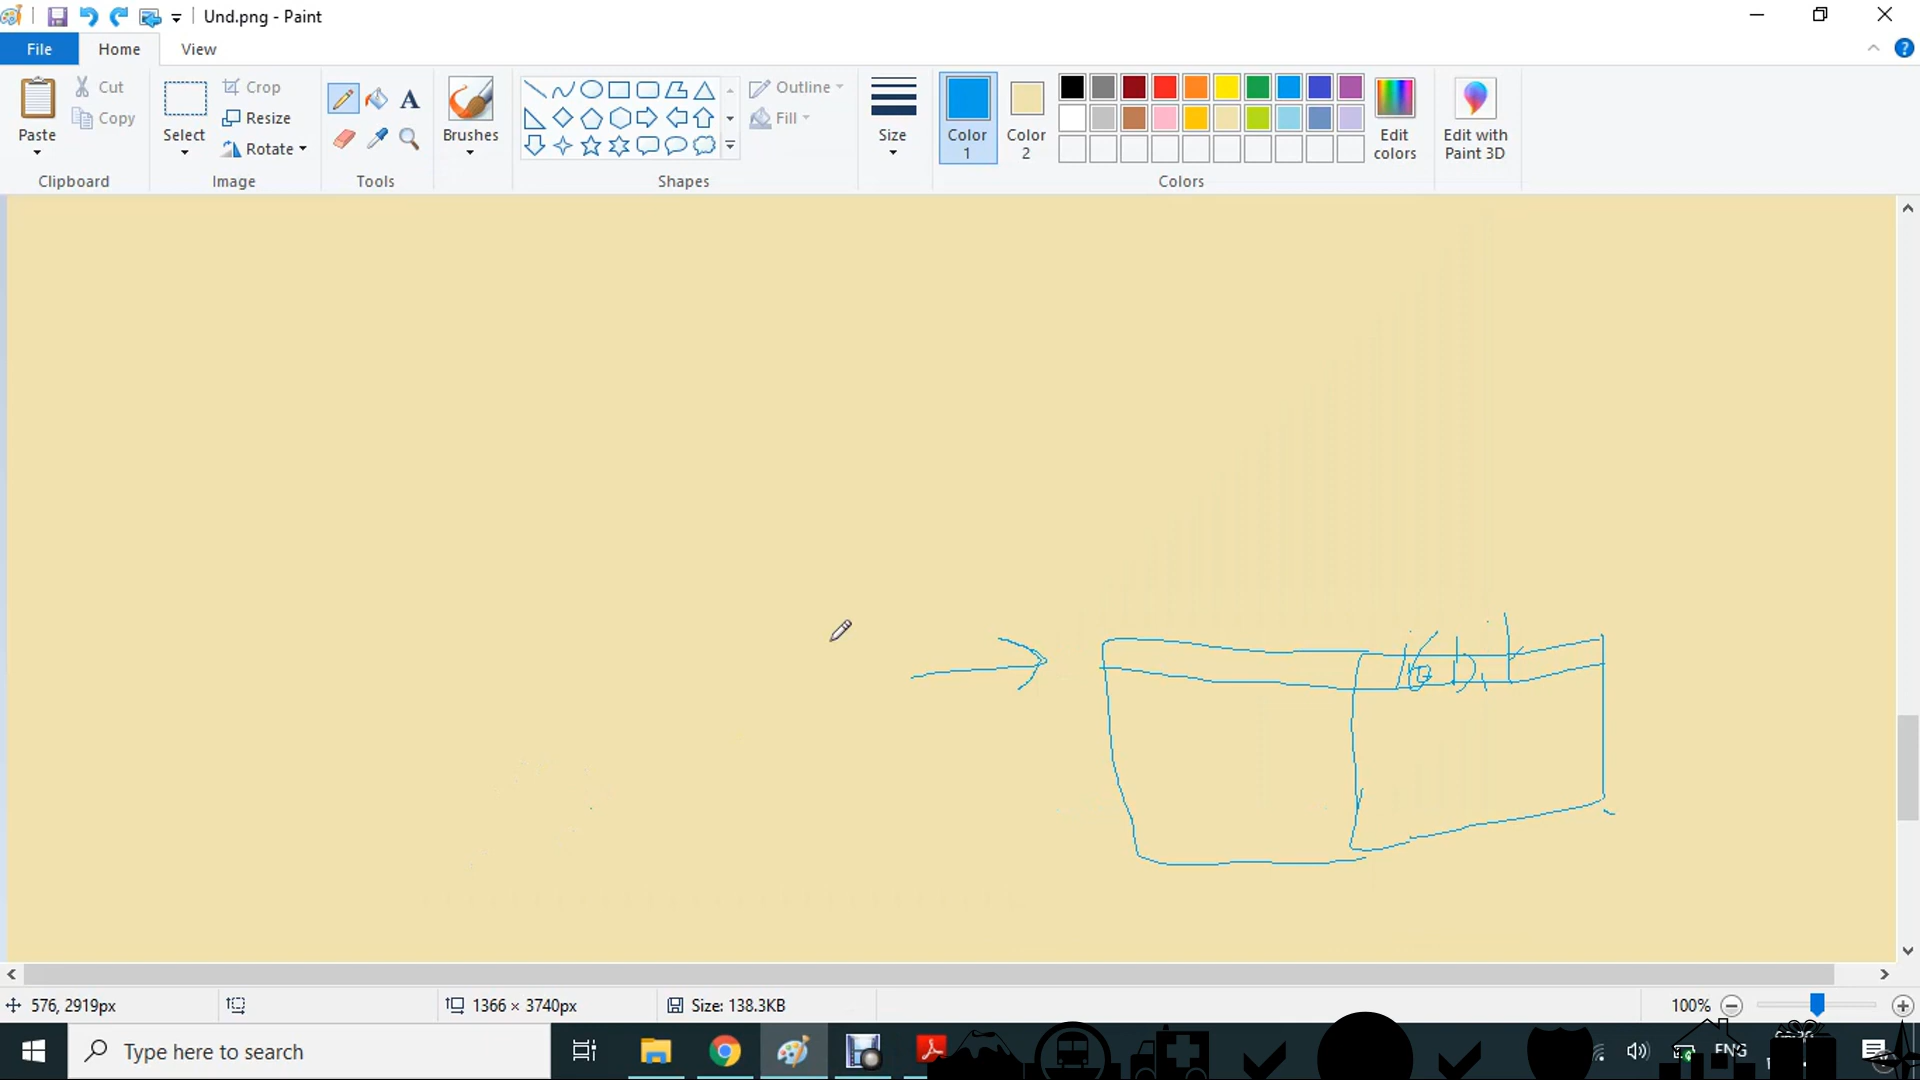 Und.png - Paint
File Home View
Paste Cut Copy Clipboard
Select Crop Resize Rotate Image
Tools
Brushes
Outline Fill Shapes
Size
Color 1
Color 2
Edit colors
Colors
Edit with Paint 3D
16 bit
576, 2919px
1366 × 3740px
Size: 138.3KB
100%
Type here to search
ENG